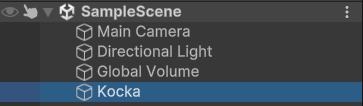 SampleScene
Main Camera
Directional Light
Global Volume
Kocka